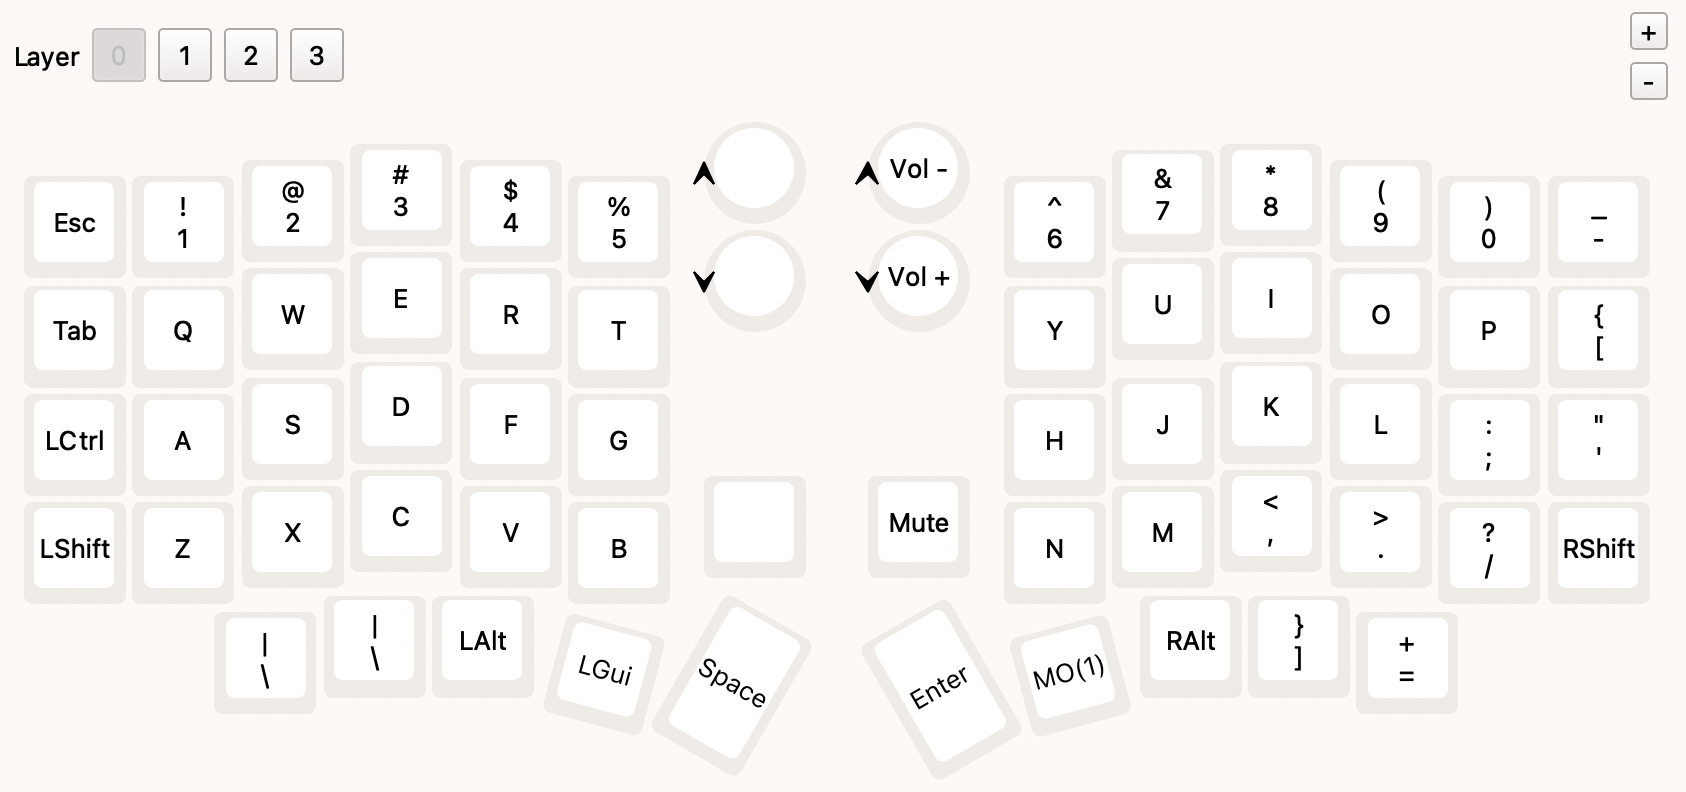 Layer 0 1 2 3
+
-
Esc
!
1
@
2
#
3
$
4
%
5
Vol -
^
6
&
7
*
8
(
9
)
0
_
-
Tab
Q
W
E
R
T
Vol +
Y
U
I
O
P
{
[
LCtrl
A
S
D
F
G
H
J
K
L
:
;
"
'
LShift
Z
X
C
V
B
Mute
N
M
<
,
>
.
?
/
RShift
|
\
|
\
LAlt
LGui
Space
Enter
MO(1)
RAlt
}
]
+
=